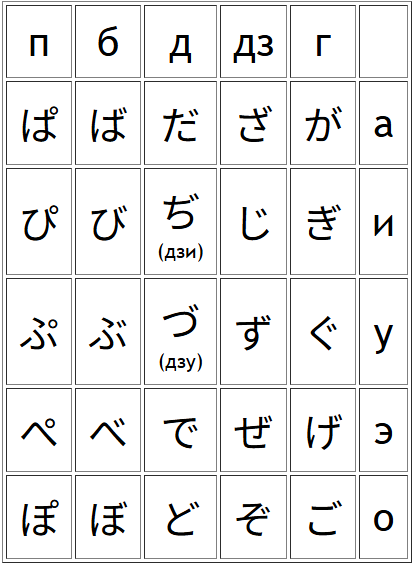 п б д дз г
ぱ ば だ ざ が а
ぴ び ぢ じ ぎ и
(дзи)
ぷ ぶ づ ず ぐ у
(дзу)
ぺ べ で ぜ げ э
ぽ ぼ ど ぞ ご о